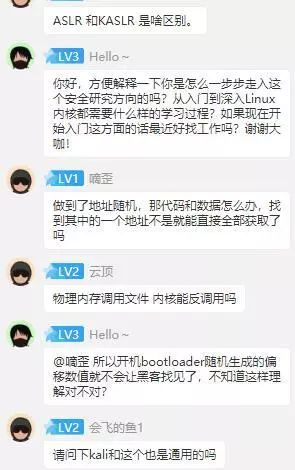 ASLR 和KASLR 是啥区别。
LV3 Hello～
你好，方便解释一下你是怎么一步步走入这
个安全研究方向的吗？从入门到深入Linux
内核都需要什么样的学习过程？如果现在开
始入门这方面的话最近好找工作吗？谢谢大
咖！
LV1 嘀歪
做到了地址随机，那代码和数据怎么办，找
到其中的一个地址不是就能直接全部获取了
吗
LV2 云顶
物理内存调用文件 内核能反调用吗
LV3 Hello～
@嘀歪 所以开机bootloader随机生成的偏
移数值就不会让黑客找见了，不知道这样理
解对不对？
LV2 会飞的鱼1
请问下kali和这个也是通用的吗